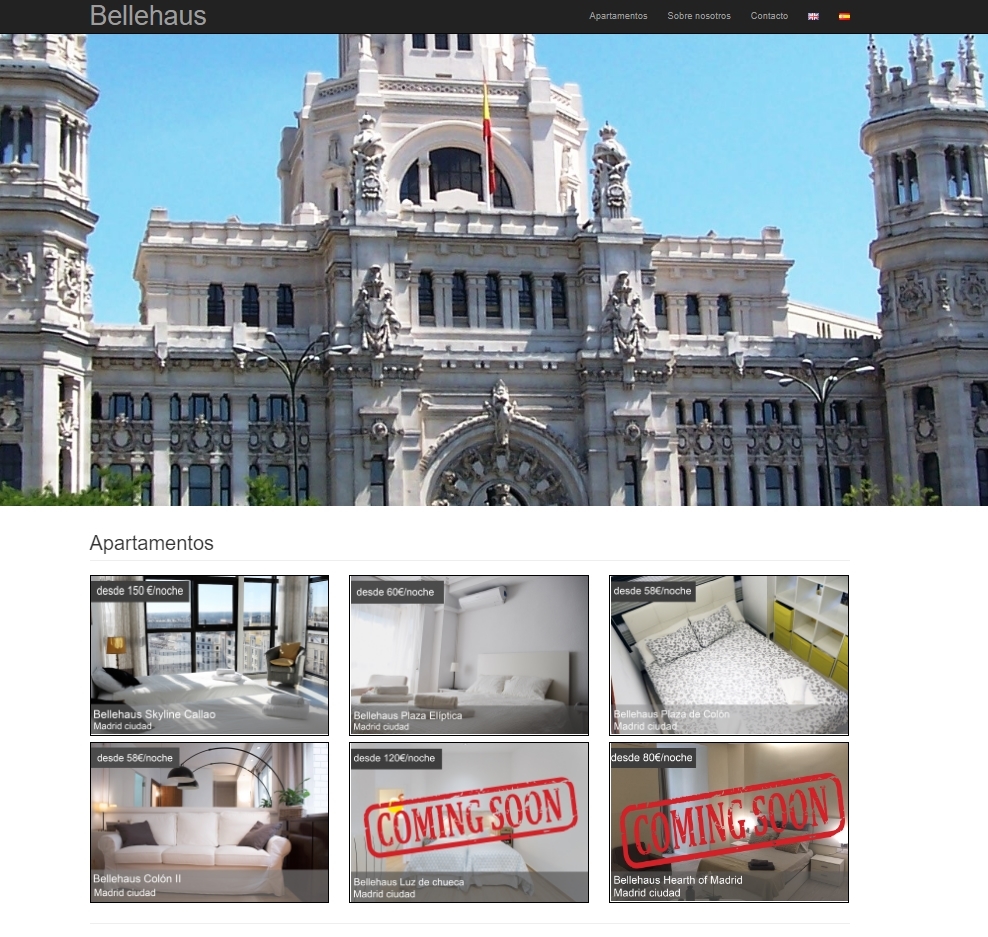 Bellehaus
Apartamentos
Sobre nosotros
Contacto
Apartamentos
desde 150 €/noche
Bellehaus Skyline Callao
Madrid ciudad
desde 60€/noche
Bellehaus Plaza Elíptica
Madrid ciudad
desde 58€/noche
Bellehaus Plaza de Colón
Madrid ciudad
desde 58€/noche
Bellehaus Colón II
Madrid ciudad
desde 120€/noche
COMING SOON
Bellehaus Luz de chueca
Madrid ciudad
desde 80€/noche
COMING SOON
Bellehaus Hearth of Madrid
Madrid ciudad